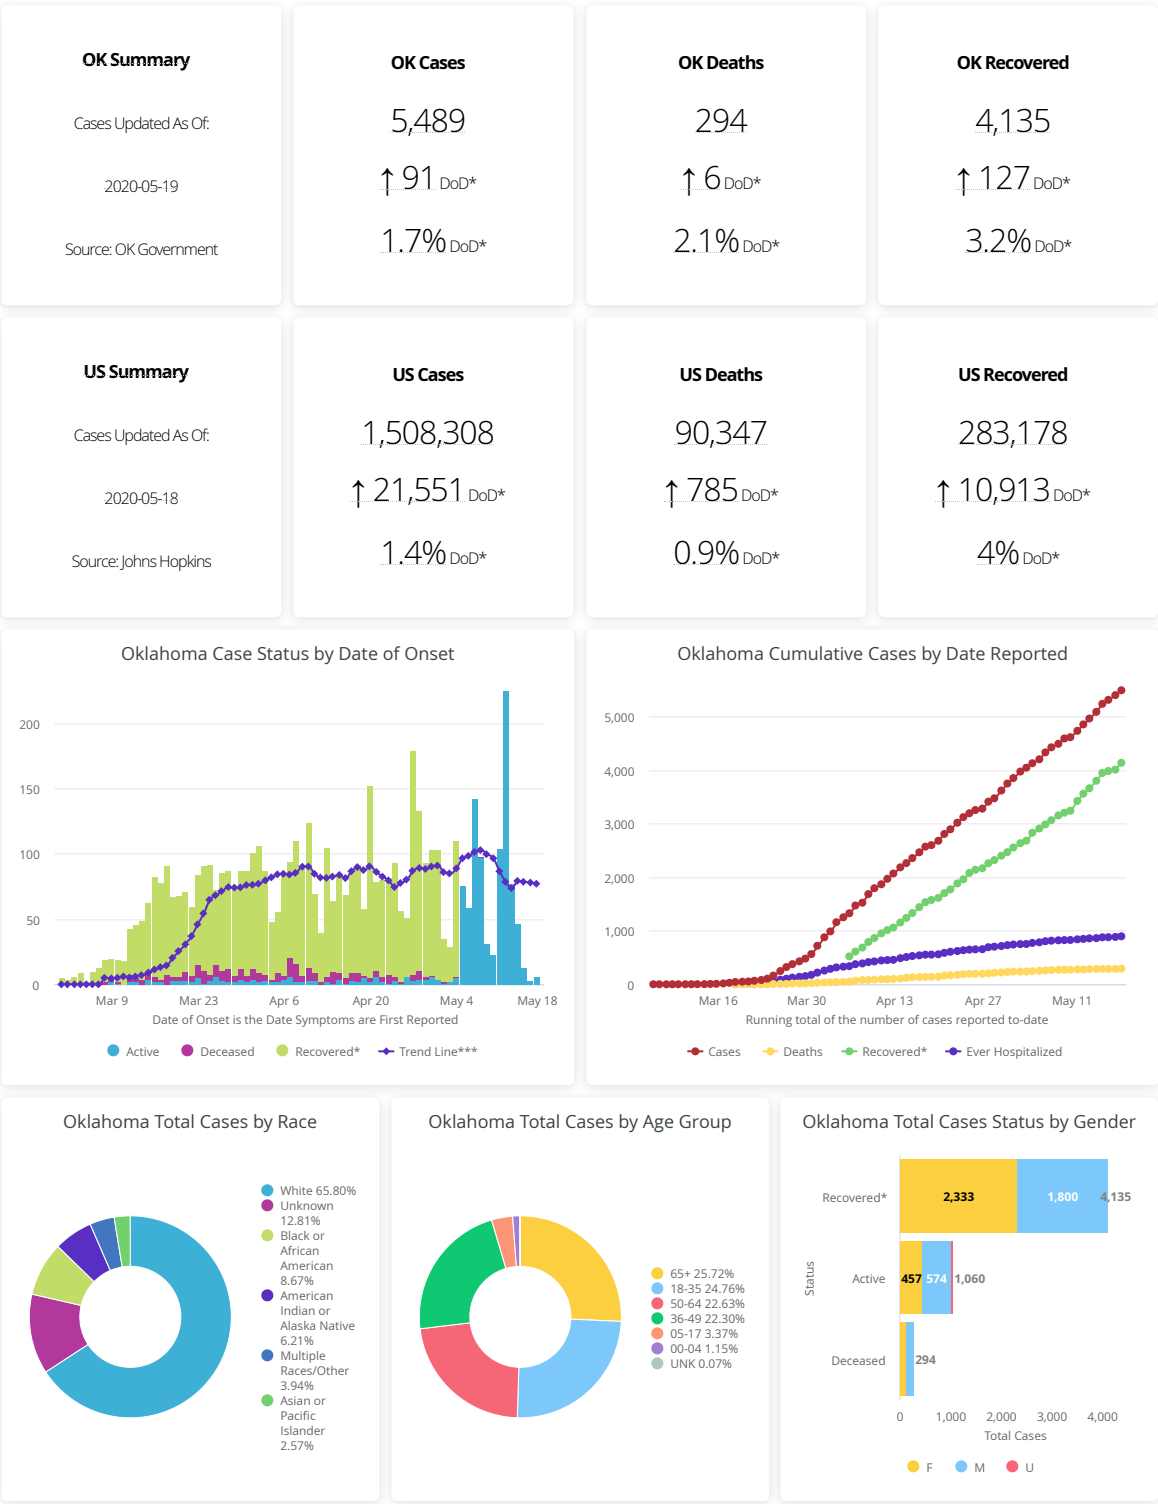 OK Summary
Cases Updated As Of:
2020-05-19
Source: OK Government
OK Cases
5,489
↑ 91 DoD*
1.7% DoD*
OK Deaths
294
↑ 6 DoD*
2.1% DoD*
OK Recovered
4,135
↑ 127 DoD*
3.2% DoD*
US Summary
Cases Updated As Of:
2020-05-18
Source: Johns Hopkins
US Cases
1,508,308
↑ 21,551 DoD*
1.4% DoD*
US Deaths
90,347
↑ 785 DoD*
0.9% DoD*
US Recovered
283,178
↑ 10,913 DoD*
4% DoD*
Oklahoma Case Status by Date of Onset
200
150
100
50
0
Mar 9 Mar 23 Apr 6 Apr 20 May 4 May 18
Date of Onset is the Date Symptoms are First Reported
Active Deceased Recovered* Trend Line***
Oklahoma Cumulative Cases by Date Reported
5,000
4,000
3,000
2,000
1,000
0
Mar 16 Mar 30 Apr 13 Apr 27 May 11
Running total of the number of cases reported to-date
Cases Deaths Recovered* Ever Hospitalized
Oklahoma Total Cases by Race
White 65.80%
Unknown
12.81%
Black or
African
American
8.67%
American
Indian or
Alaska Native
6.21%
Multiple
Races/Other
3.94%
Asian or
Pacific
Islander
2.57%
Oklahoma Total Cases by Age Group
65+ 25.72%
18-35 24.76%
50-64 22.63%
36-49 22.30%
05-17 3.37%
00-04 1.15%
UNK 0.07%
Oklahoma Total Cases Status by Gender
Status
Recovered* 2,333 1,800 4,135
Active 457 574 1,060
Deceased 294
0 1,000 2,000 3,000 4,000
Total Cases
F M U